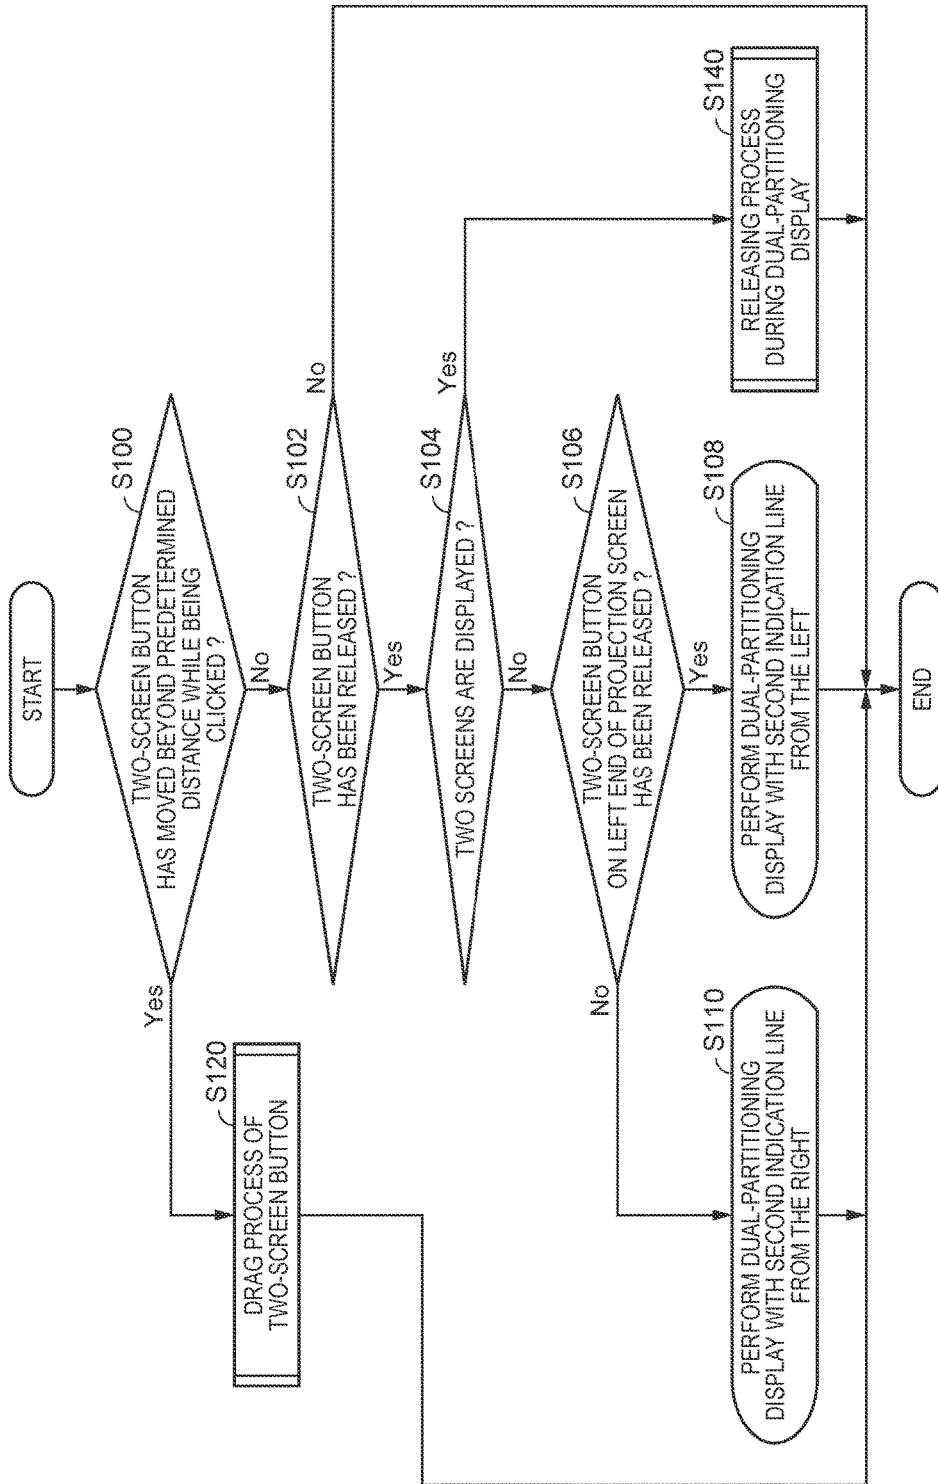 START
S100
TWO-SCREEN BUTTON
HAS MOVED BEYOND PREDETERMINED
DISTANCE WHILE BEING
CLICKED ?
Yes
No
S120
DRAG PROCESS OF
TWO-SCREEN BUTTON
S102
TWO-SCREEN BUTTON
HAS BEEN RELEASED ?
No
Yes
S104
TWO SCREENS ARE DISPLAYED ?
Yes
No
S106
TWO-SCREEN BUTTON
ON LEFT END OF PROJECTION SCREEN
HAS BEEN RELEASED ?
No
Yes
S110
PERFORM DUAL-PARTITIONING
DISPLAY WITH SECOND INDICATION LINE
FROM THE RIGHT
S108
PERFORM DUAL-PARTITIONING
DISPLAY WITH SECOND INDICATION LINE
FROM THE LEFT
S140
RELEASING PROCESS
DURING DUAL-PARTITIONING
DISPLAY
END